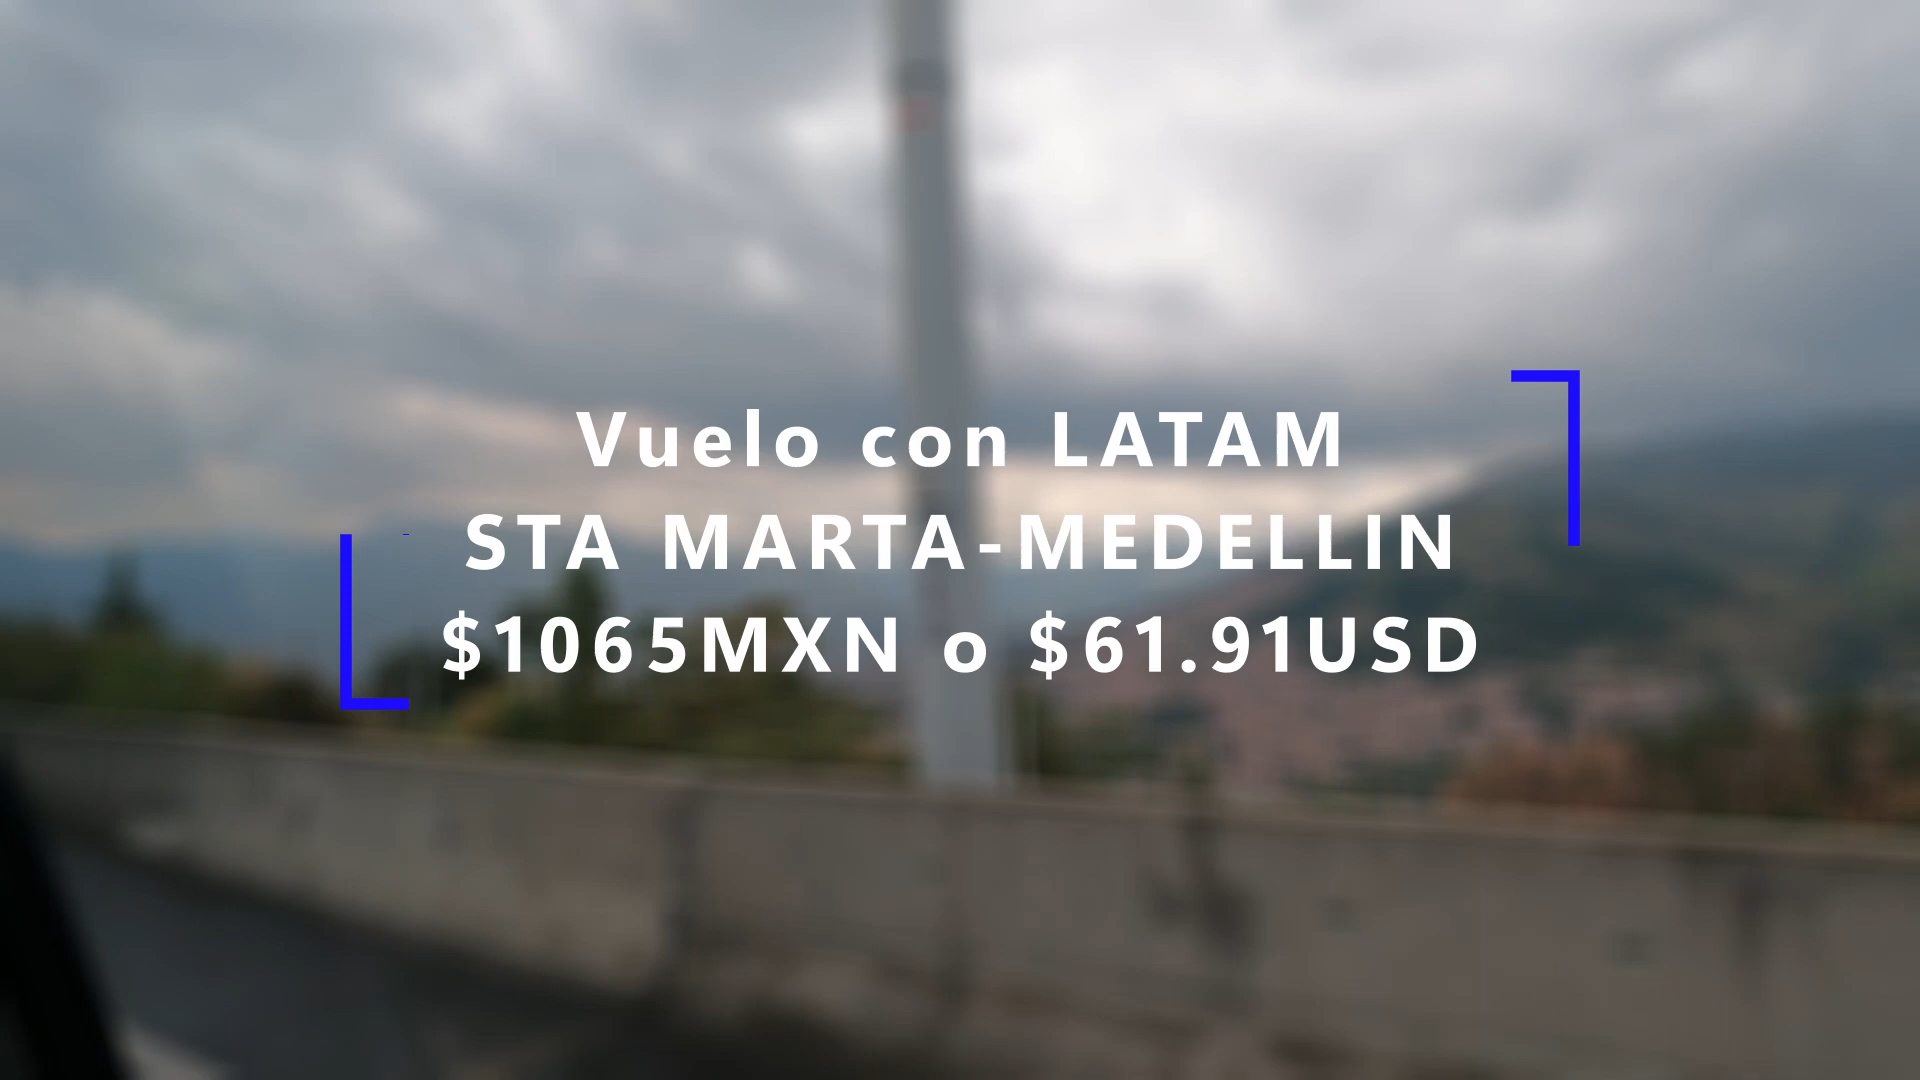 Vuelo con LATAM
STA MARTA-MEDELLIN
$1065MXN o $61.91USD